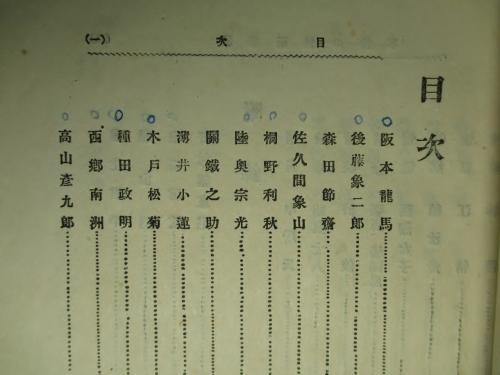 目次 (一)
目次
阪本龍馬
後藤象二郎
森田節齋
佐久間象山
桐野利秋
陸奥宗光
關鐵之助
薄井小蓮
木戸松菊
種田政明
西郷南洲
高山彦九郎